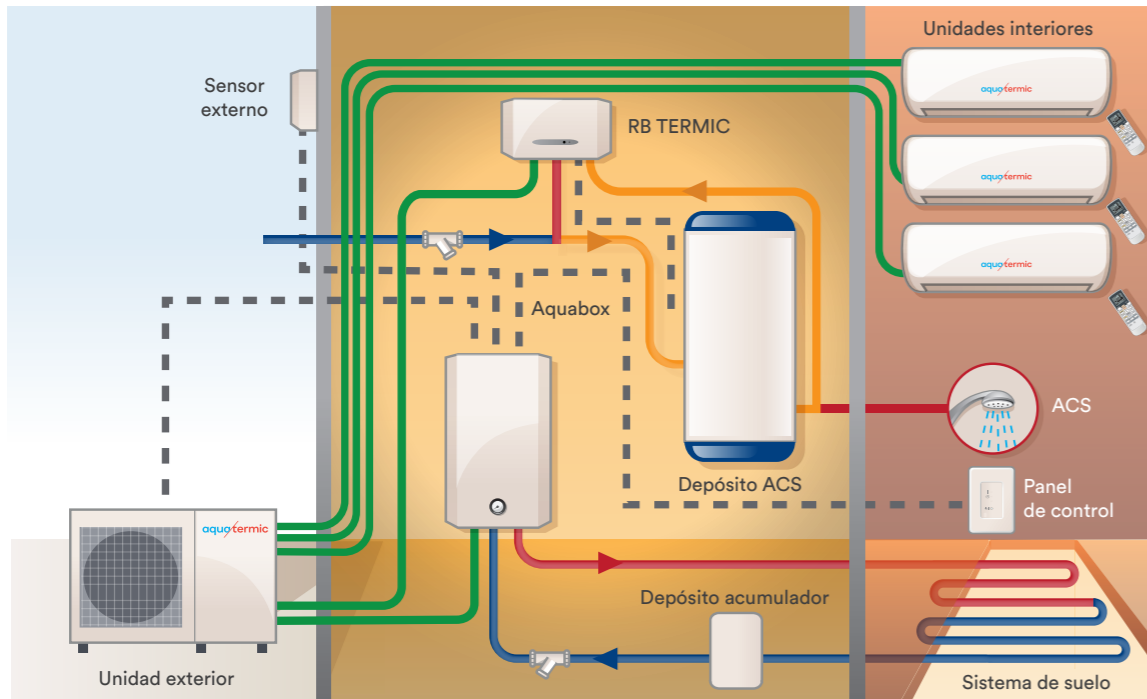 Unidades interiores
Sensor
externo
aquatermic
RB TERMIC
aquatermic
aquatermic
Aquabox
ACS
Depósito ACS
Panel
de control
aquatermic
Depósito acumulador
Unidad exterior
Sistema de suelo